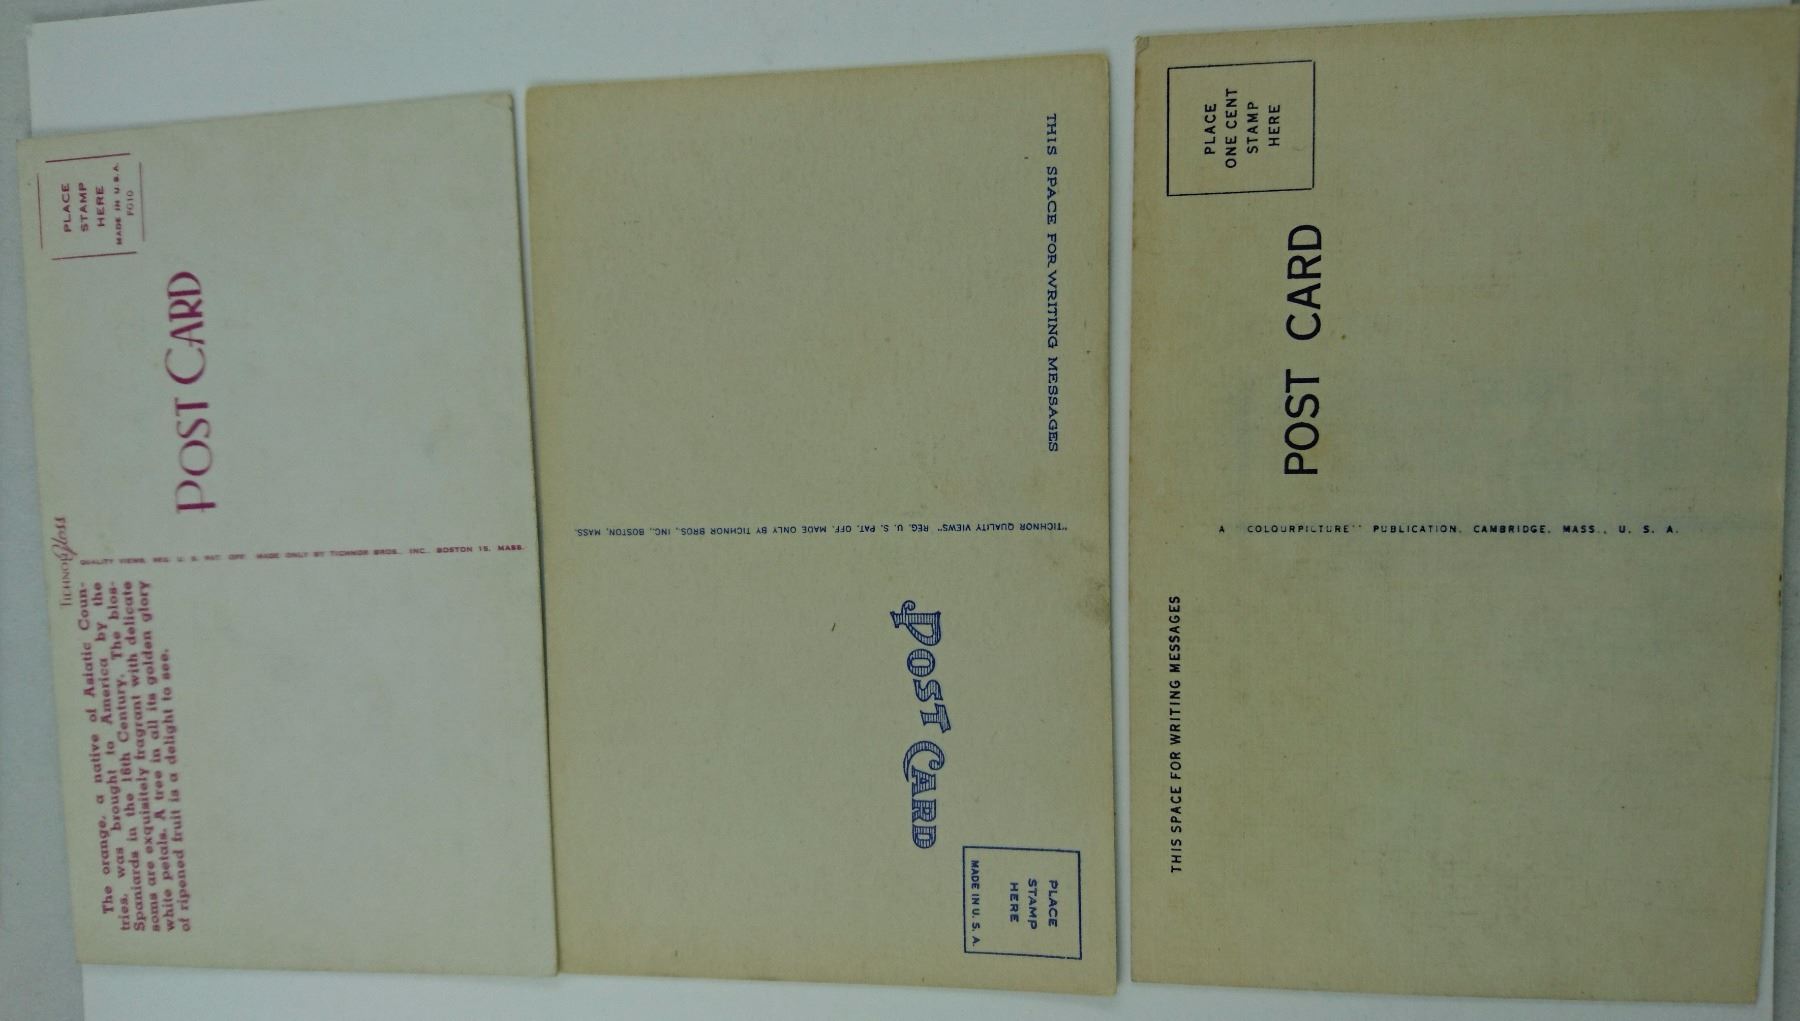 PLACE
STAMP
HERE
MADE IN U.S.A.
FG10
POST CARD
TICHNOR Gloss
QUALITY VIEWS, REG. U. S. PAT. OFF. MADE ONLY BY TICHNOR BROS., INC., BOSTON 15, MASS.
The orange, a native of Asiatic Coun-
tries, was brought to America by the
Spaniards in the 16th Century. The blos-
soms are exquisitely fragrant with delicate
white petals. A tree in all its golden glory
of ripened fruit is a delight to see.
THIS SPACE FOR WRITING MESSAGES
"TICHNOR QUALITY VIEWS" REG. U. S. PAT. OFF. MADE ONLY BY TICHNOR BROS., INC., BOSTON, MASS.
POST CARD
PLACE
STAMP
HERE
MADE IN U. S. A.
PLACE
ONE CENT
STAMP
HERE
POST CARD
A COLOURPICTURE" PUBLICATION, CAMBRIDGE, MASS., U. S. A.
THIS SPACE FOR WRITING MESSAGES